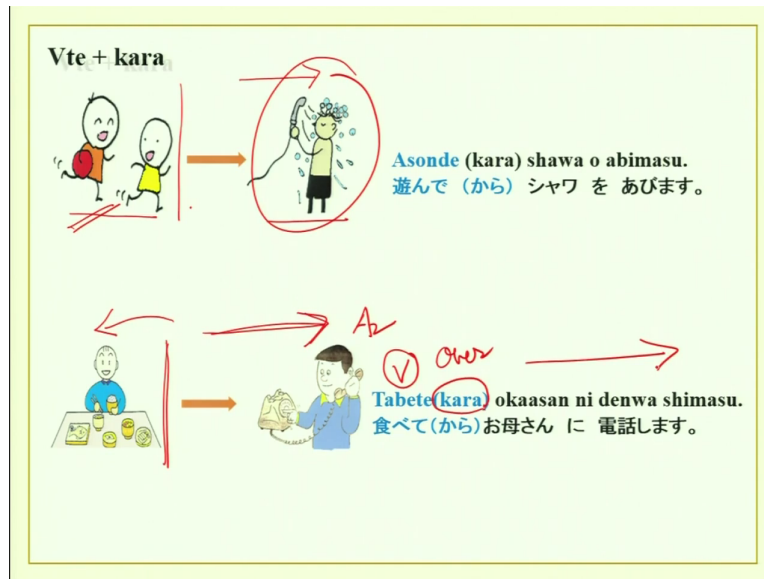 Vte + kara
Asonde (kara) shawa o abimasu.
遊んで（から） シャワ を あびます。
V over
Tabete(kara) okaasan ni denwa shimasu.
食べて(から)お母さん に 電話します。